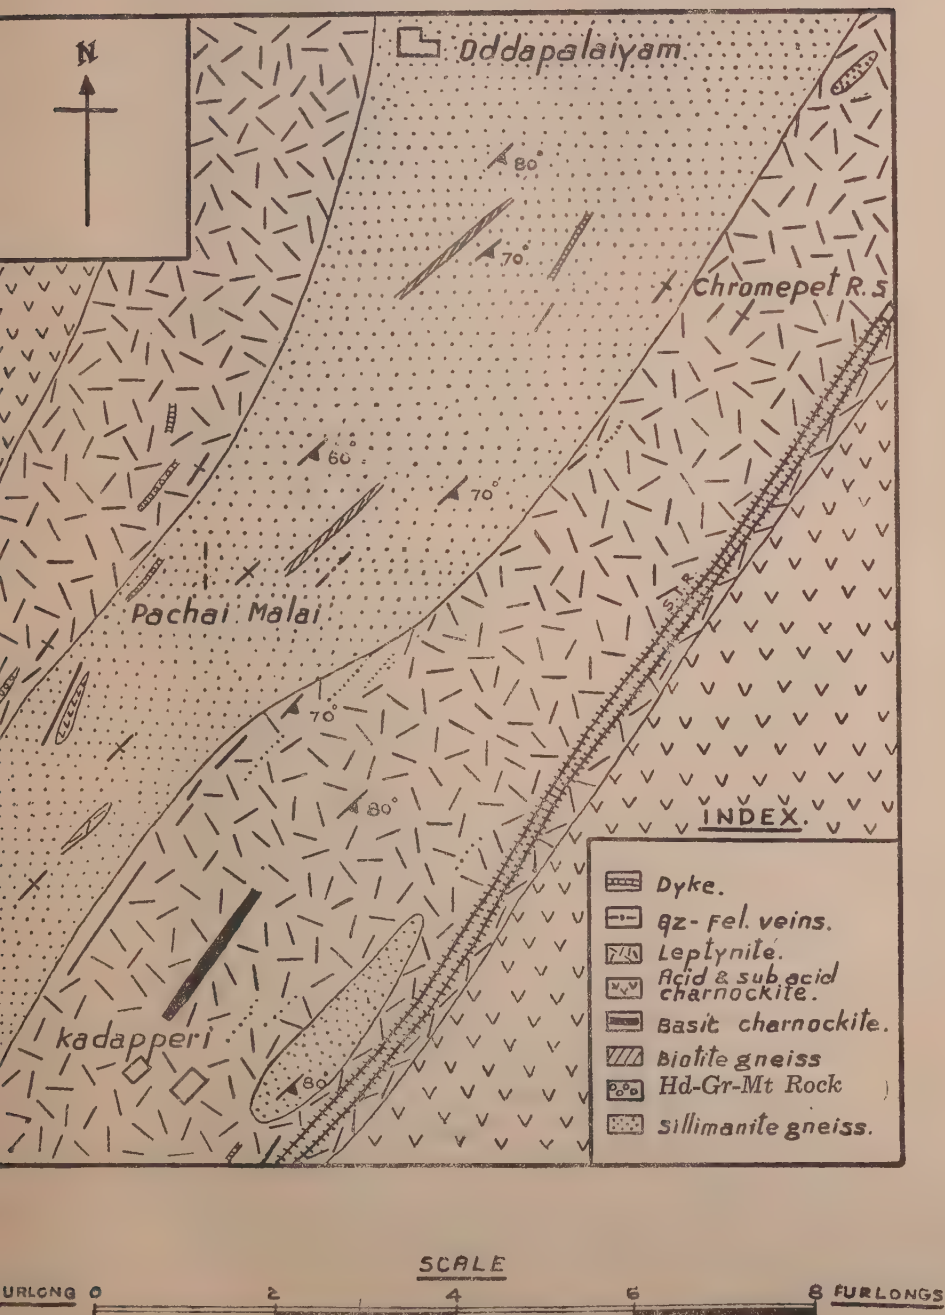 N
Oddapalaiyam
80°
70°
Chromepet R.S
60°
70°
S.I.R.
Pachai Malai
70°
80°
kadapperi
80°
INDEX.
Dyke.
qz-Fel. veins.
Leptynite.
Acid & sub acid
charnockite.
Basic charnockite.
Biotite gneiss
Hd-Gr-Mt Rock
Sillimanite gneiss.
SCALE
URLONG 0 2 4 6 8 FURLONGS